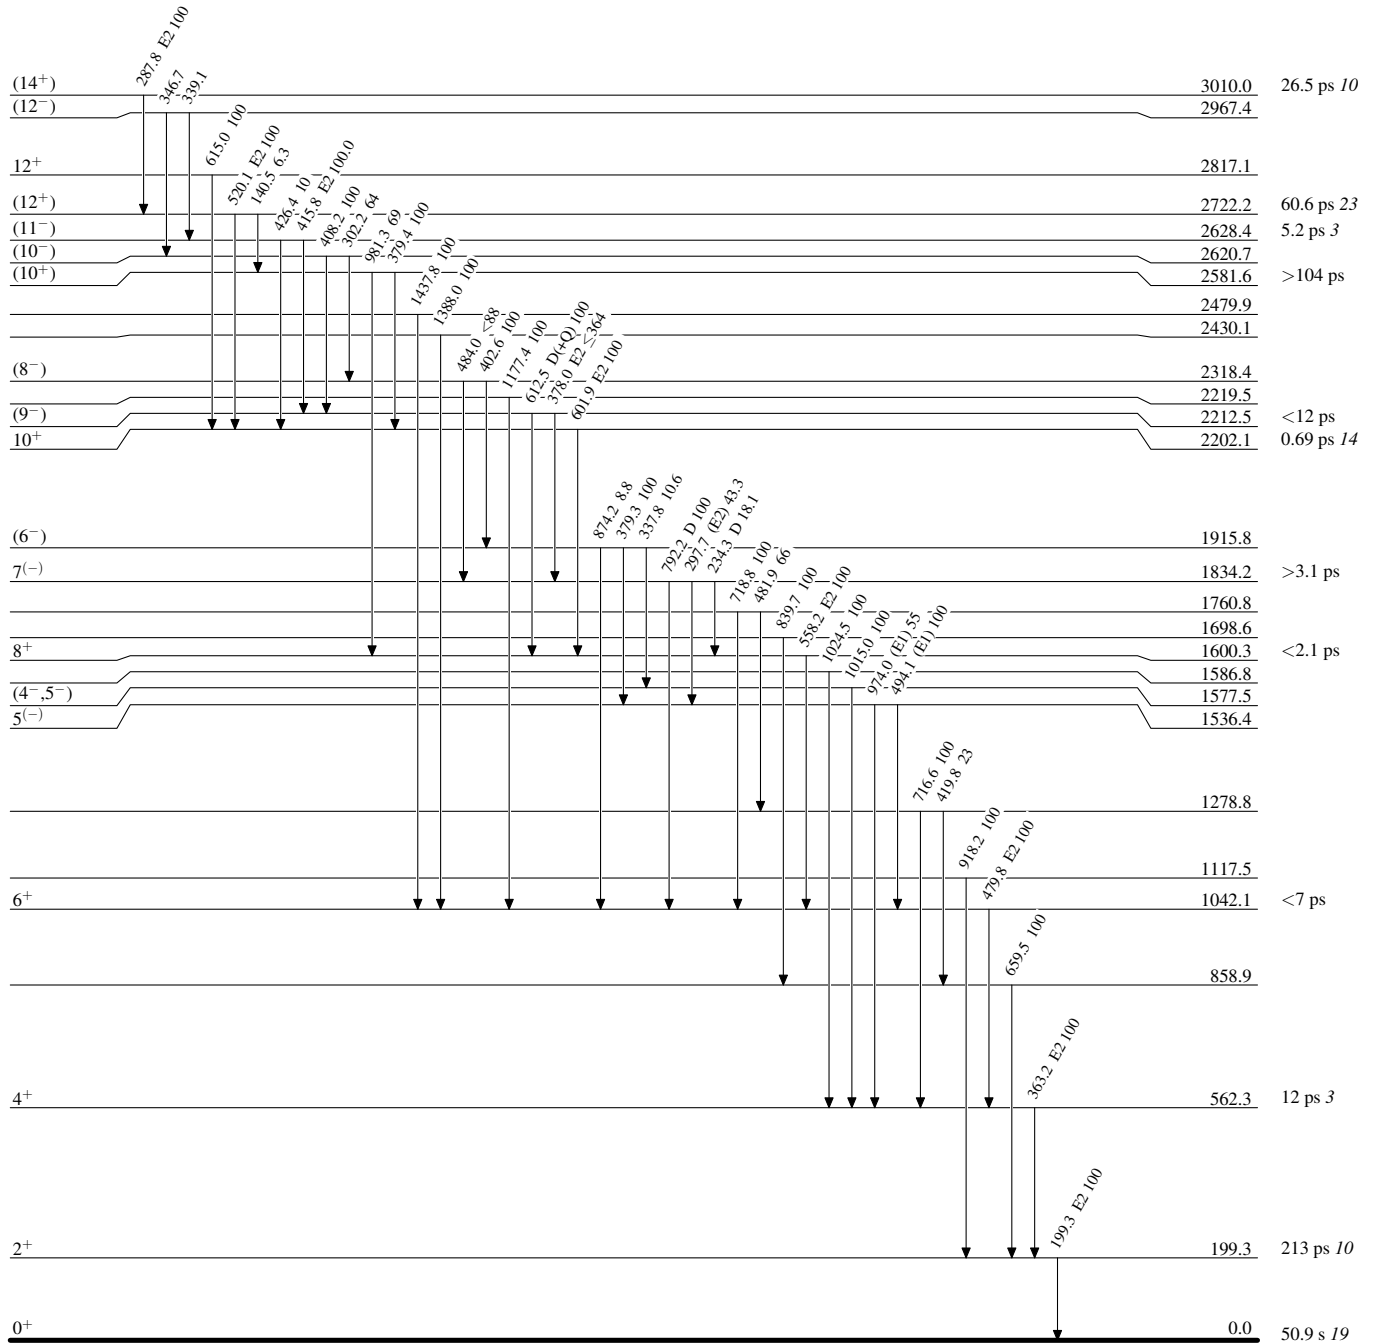 287.8 E2 100
346.7
339.1
(14+) 3010.0 26.5 ps 10
(12−) 2967.4
615.0 100
12+ 2817.1
520.1 E2 100
140.5 6.3
(12+) 2722.2 60.6 ps 23
426.4 10
415.8 E2 100.0
(11−) 2628.4 5.2 ps 3
408.2 100
302.2 64
(10−) 2620.7
981.3 69
379.4 100
(10+) 2581.6 >104 ps
1437.8 100
2479.9
1388.0 100
2430.1
484.0 <88
402.6 100
(8−) 2318.4
1177.4 100
2219.5
612.5 D(+Q) 100
378.0 E2 <364
(9−) 2212.5 <12 ps
601.9 E2 100
10+ 2202.1 0.69 ps 14
874.2 8.8
379.3 100
337.8 10.6
(6−) 1915.8
792.2 D 100
297.7 (E2) 43.3
234.3 D 18.1
7(−) 1834.2 >3.1 ps
718.8 100
481.9 66
1760.8
839.7 100
1698.6
558.2 E2 100
8+ 1600.3 <2.1 ps
1024.5 100
1586.8
1015.0 100
(4−,5−) 1577.5
974.0 (E1) 55
494.1 (E1) 100
5(−) 1536.4
716.6 100
419.8 23
1278.8
918.2 100
1117.5
479.8 E2 100
6+ 1042.1 <7 ps
659.5 100
858.9
363.2 E2 100
4+ 562.3 12 ps 3
199.3 E2 100
2+ 199.3 213 ps 10
0+ 0.0 50.9 s 19